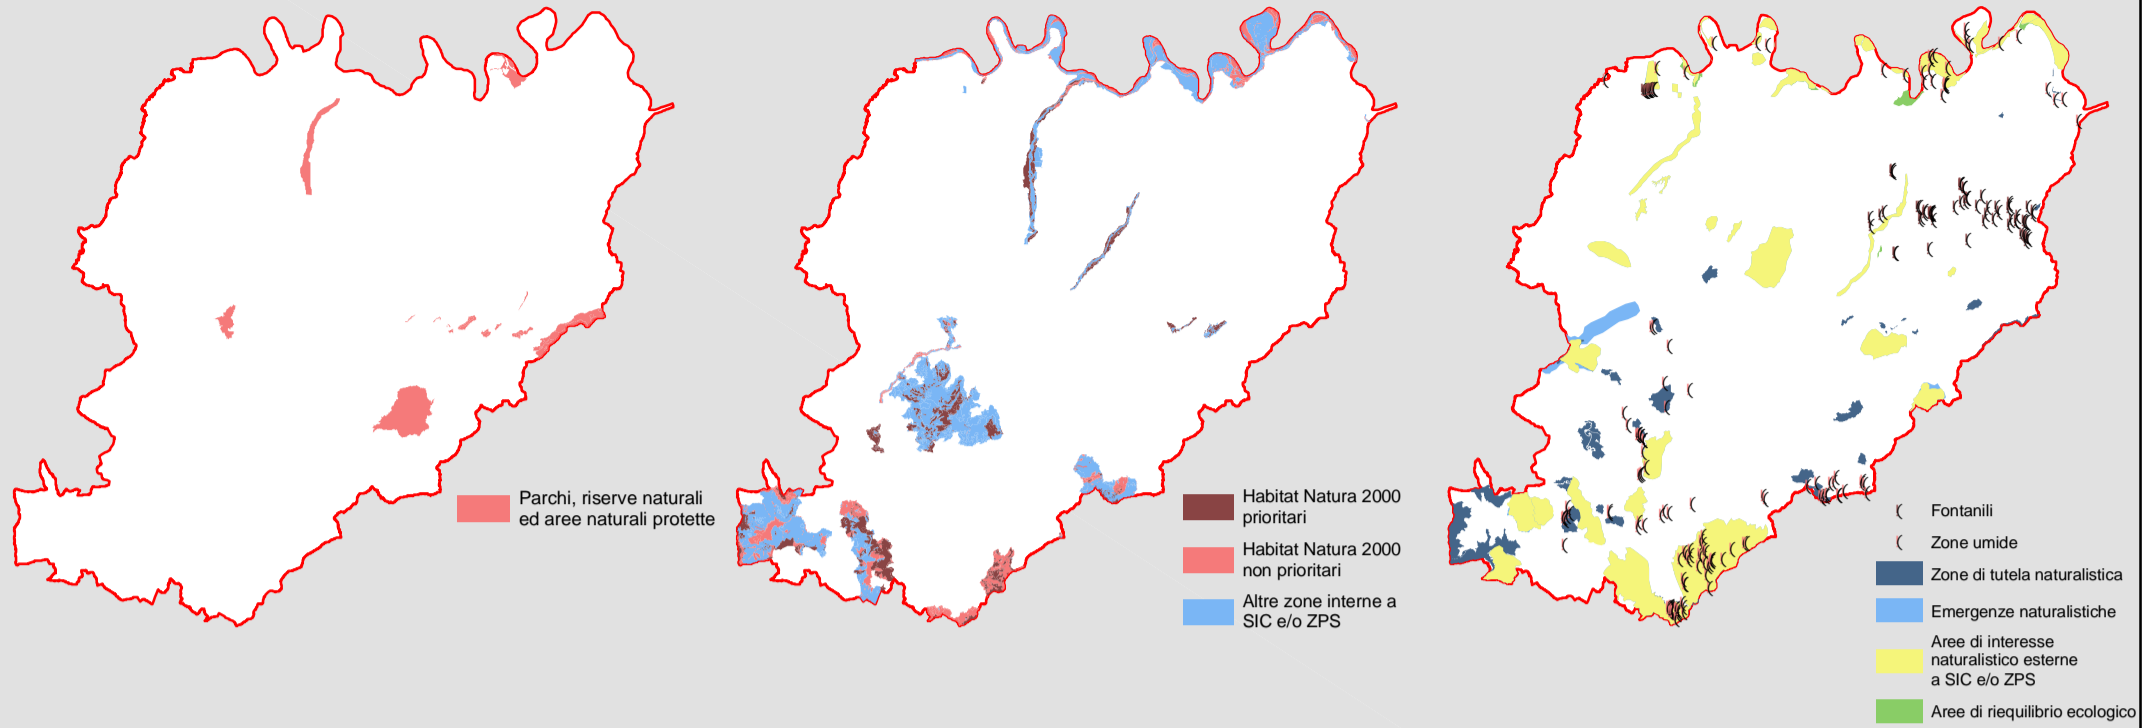 Parchi, riserve naturali
ed aree naturali protette
Habitat Natura 2000
prioritari
Habitat Natura 2000
non prioritari
Altre zone interne a
SIC e/o ZPS
Fontanili
Zone umide
Zone di tutela naturalistica
Emergenze naturalistiche
Aree di interesse
naturalistico esterne
a SIC e/o ZPS
Aree di riequilibrio ecologico